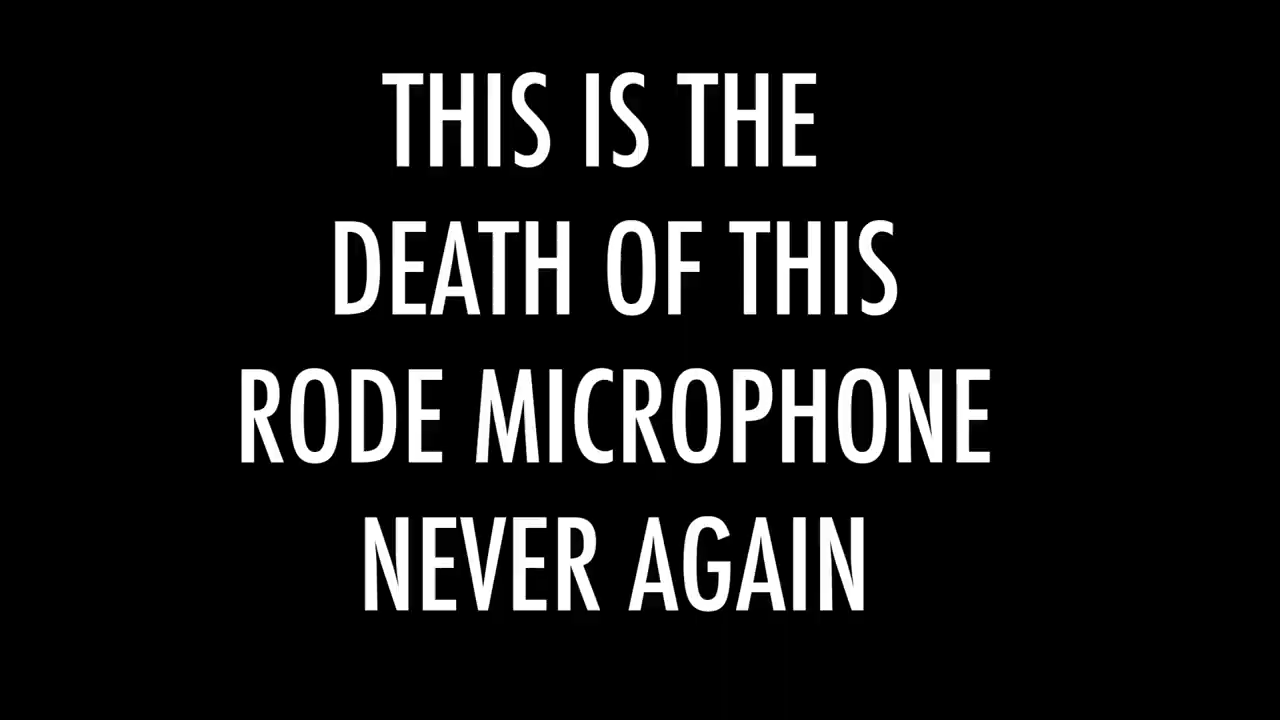 THIS IS THE
DEATH OF THIS
RODE MICROPHONE
NEVER AGAIN